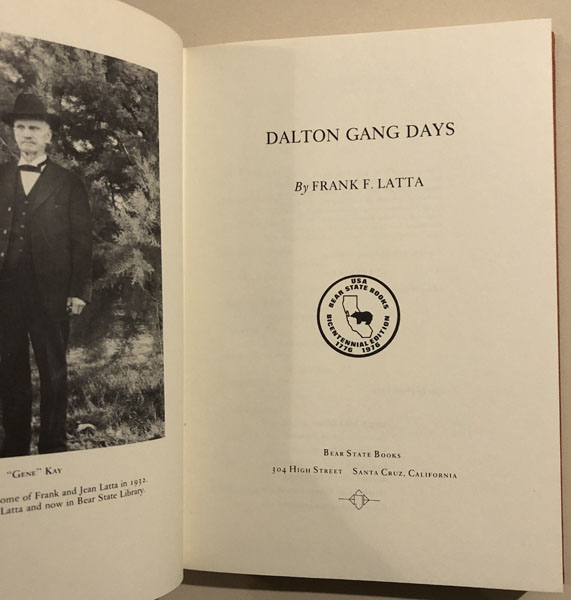 "Gene" Kay
ome of Frank and Jean Latta in 1932.
Latta and now in Bear State Library.
DALTON GANG DAYS
By FRANK F. LATTA
USA
BEAR STATE BOOKS
BICENTENNIAL EDITION
1776 1976
BEAR STATE BOOKS
304 HIGH STREET SANTA CRUZ, CALIFORNIA